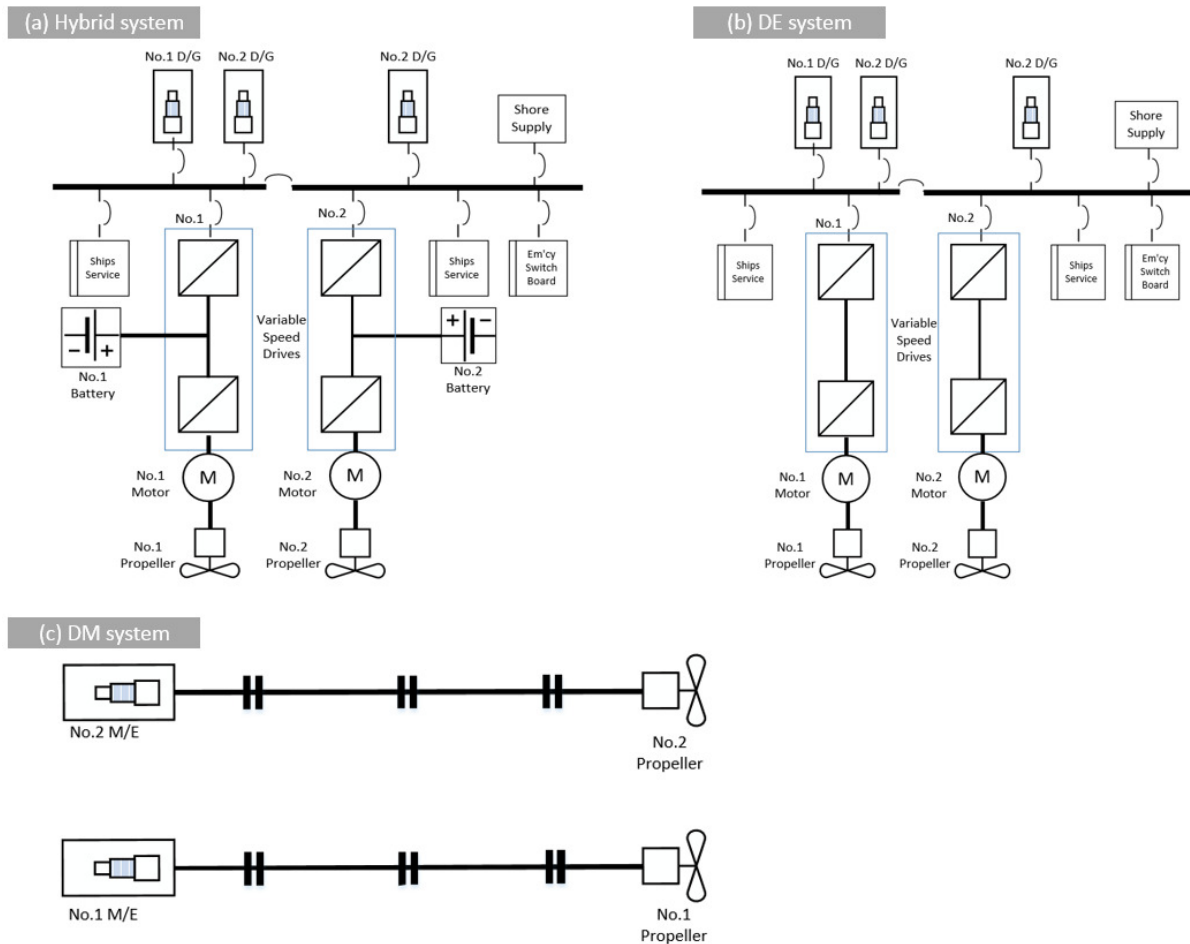 (a) Hybrid system
No.1 D/G
No.2 D/G
No.2 D/G
Shore
Supply
No.1
No.2
Ships
Service
Ships
Service
Em'cy
Switch
Board
Variable
Speed
Drives
No.1
Battery
No.2
Battery
No.1
Motor
M
No.2
Motor
M
No.1
Propeller
No.2
Propeller
(b) DE system
No.1 D/G
No.2 D/G
No.2 D/G
Shore
Supply
No.1
No.2
Ships
Service
Ships
Service
Em'cy
Switch
Board
Variable
Speed
Drives
No.1
Motor
M
No.2
Motor
M
No.1
Propeller
No.2
Propeller
(c) DM system
No.2 M/E
No.2
Propeller
No.1 M/E
No.1
Propeller